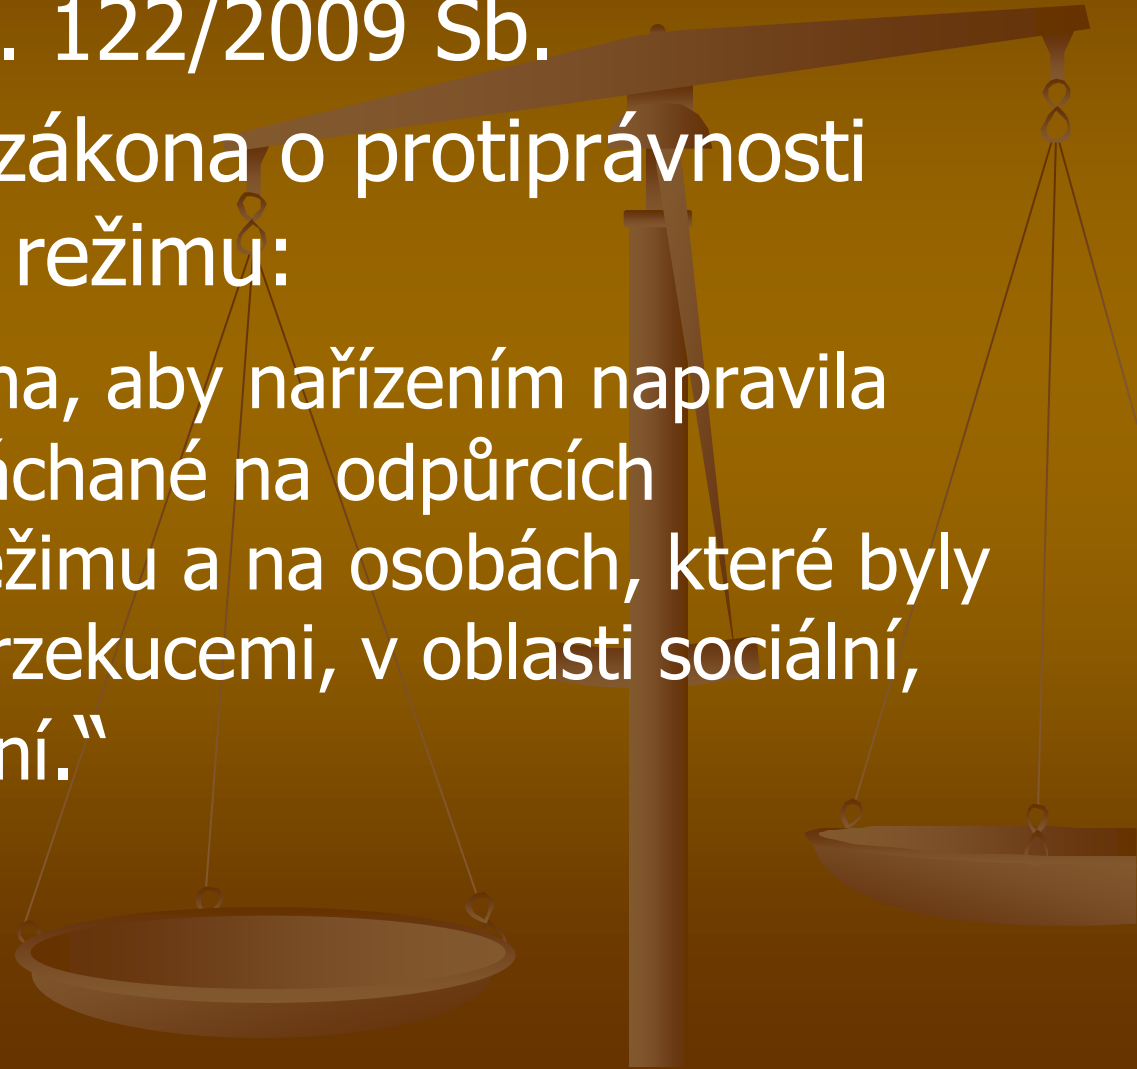 . 122/2009 Sb.
zákona o protiprávnosti
režimu:
na, aby nařízením napravila
áchané na odpůrcích
ežimu a na osobách, které byly
rzekucemi, v oblasti sociální,
ní.“